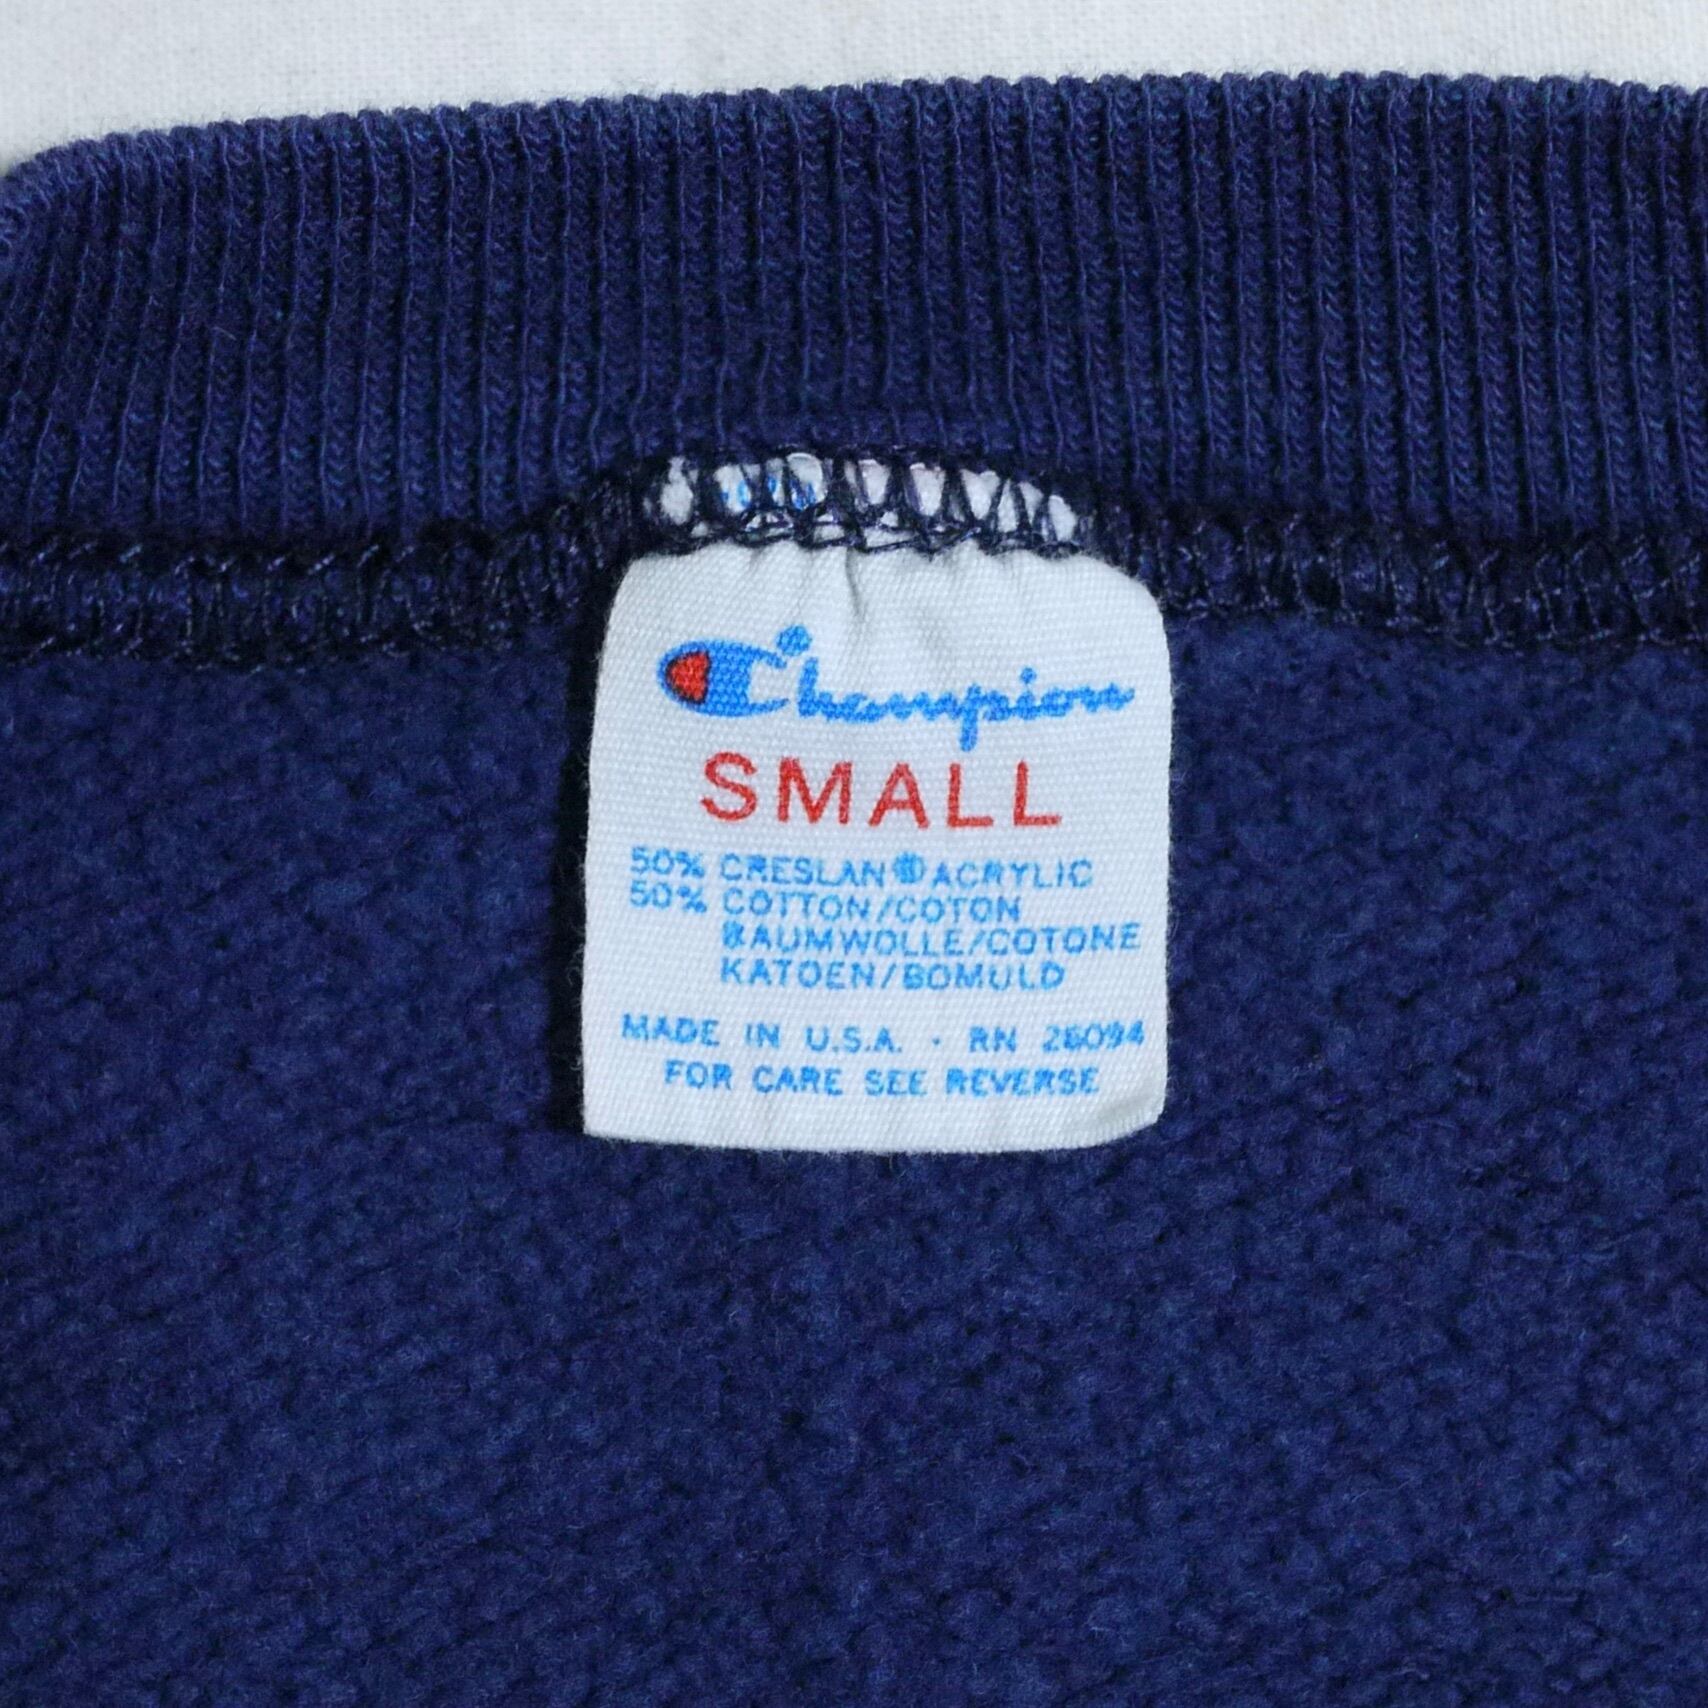 Champion
SMALL
50% CRESLAN® ACRYLIC
50% COTTON/COTON
BAUMWOLLE/COTONE
KATOEN/BOMULD
MADE IN U.S.A. · RN 26094
FOR CARE SEE REVERSE